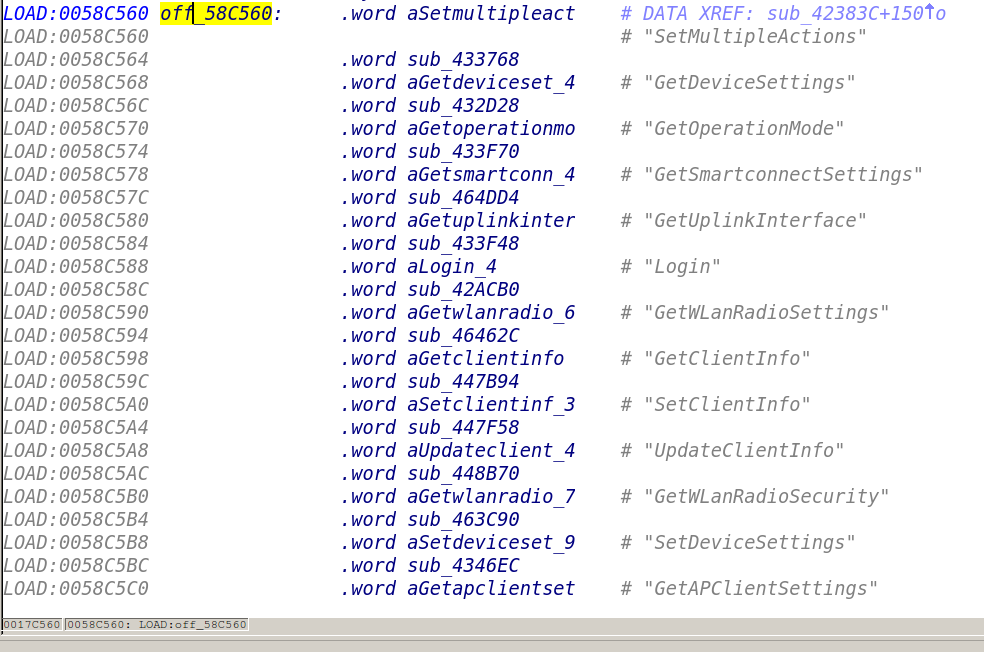 LOAD:0058C560 off_58C560: .word aSetmultipleact # DATA XREF: sub_42383C+150↑o
LOAD:0058C560 # "SetMultipleActions"
LOAD:0058C564 .word sub_433768
LOAD:0058C568 .word aGetdeviceset_4 # "GetDeviceSettings"
LOAD:0058C56C .word sub_432D28
LOAD:0058C570 .word aGetoperationmo # "GetOperationMode"
LOAD:0058C574 .word sub_433F70
LOAD:0058C578 .word aGetsmartconn_4 # "GetSmartconnectSettings"
LOAD:0058C57C .word sub_464DD4
LOAD:0058C580 .word aGetuplinkinter # "GetUplinkInterface"
LOAD:0058C584 .word sub_433F48
LOAD:0058C588 .word aLogin_4 # "Login"
LOAD:0058C58C .word sub_42ACB0
LOAD:0058C590 .word aGetwlanradio_6 # "GetWLanRadioSettings"
LOAD:0058C594 .word sub_46462C
LOAD:0058C598 .word aGetclientinfo # "GetClientInfo"
LOAD:0058C59C .word sub_447B94
LOAD:0058C5A0 .word aSetclientinf_3 # "SetClientInfo"
LOAD:0058C5A4 .word sub_447F58
LOAD:0058C5A8 .word aUpdateclient_4 # "UpdateClientInfo"
LOAD:0058C5AC .word sub_448B70
LOAD:0058C5B0 .word aGetwlanradio_7 # "GetWLanRadioSecurity"
LOAD:0058C5B4 .word sub_463C90
LOAD:0058C5B8 .word aSetdeviceset_9 # "SetDeviceSettings"
LOAD:0058C5BC .word sub_4346EC
LOAD:0058C5C0 .word aGetapclientset # "GetAPClientSettings"
0017C560 0058C560: LOAD:off_58C560